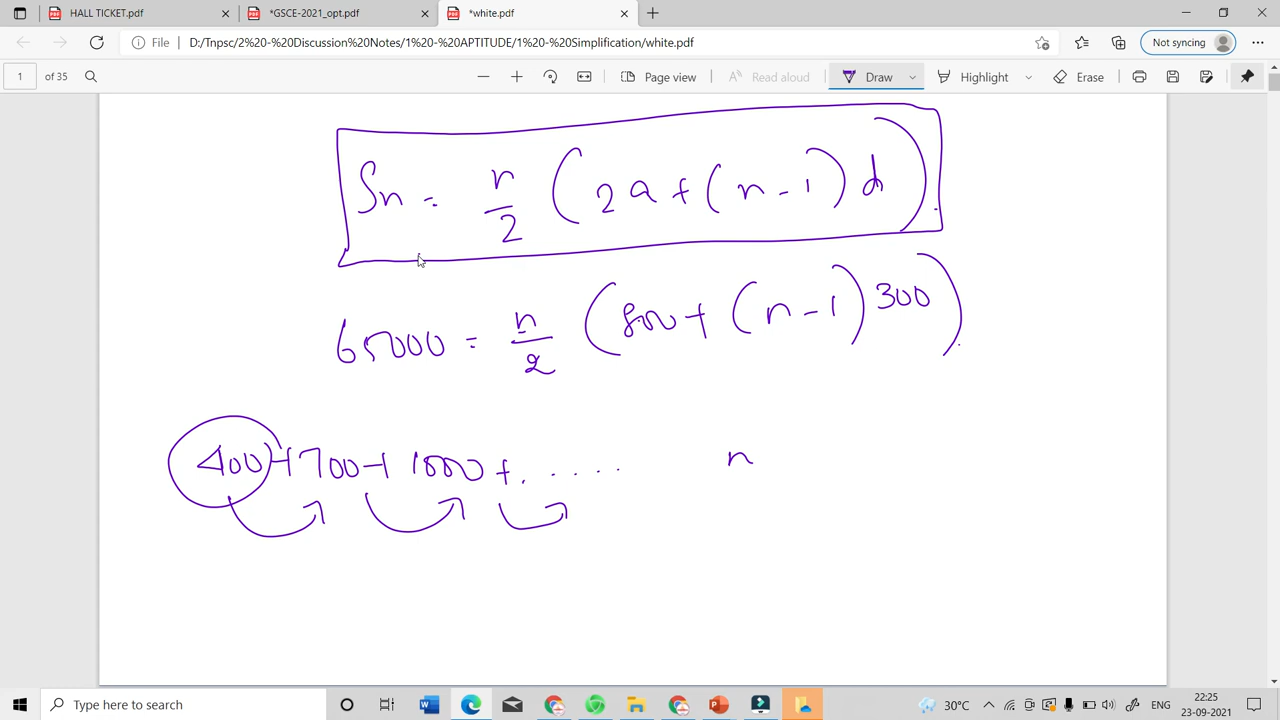 HALL TICKET.pdf
*GSCE-2021_opt.pdf
*white.pdf
File
D:/Tnpsc/2%20-%20Discussion%20Notes/1%20-%20APTITUDE/1%20-%20Simplification/white.pdf
Not syncing
1 of 35
Page view
Read aloud
Draw
Highlight
Erase
Sn = n/2 (2a + (n-1) d).
65000 = n/2 (800 + (n-1) 300).
400 + 700 + 1000 + ...... n
Type here to search
30°C
ENG
22:25
23-09-2021